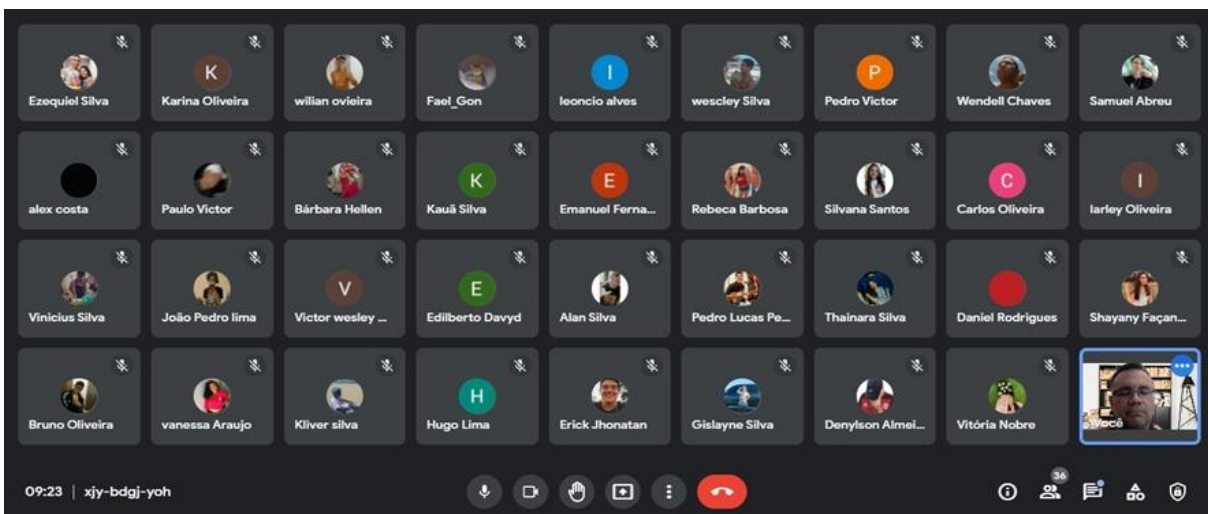 Ezequiel Silva
K
Karina Oliveira
wilian ovieira
Fael_Gon
l
leoncio alves
wescley Silva
P
Pedro Victor
Wendell Chaves
Samuel Abreu
alex costa
Paulo Victor
Bárbara Hellen
K
Kauã Silva
E
Emanuel Ferna...
Rebeca Barbosa
Silvana Santos
C
Carlos Oliveira
I
Iarley Oliveira
Vinicius Silva
João Pedro lima
V
Victor wesley ...
E
Edilberto Davyd
Alan Silva
Pedro Lucas Pe...
Thainara Silva
Daniel Rodrigues
Shayany Façan...
Bruno Oliveira
vanessa Araujo
Kliver silva
H
Hugo Lima
Erick Jhonatan
Gislayne Silva
Denylson Almei...
Vitória Nobre
Você
09:23 | xjy-bdgj-yoh
36